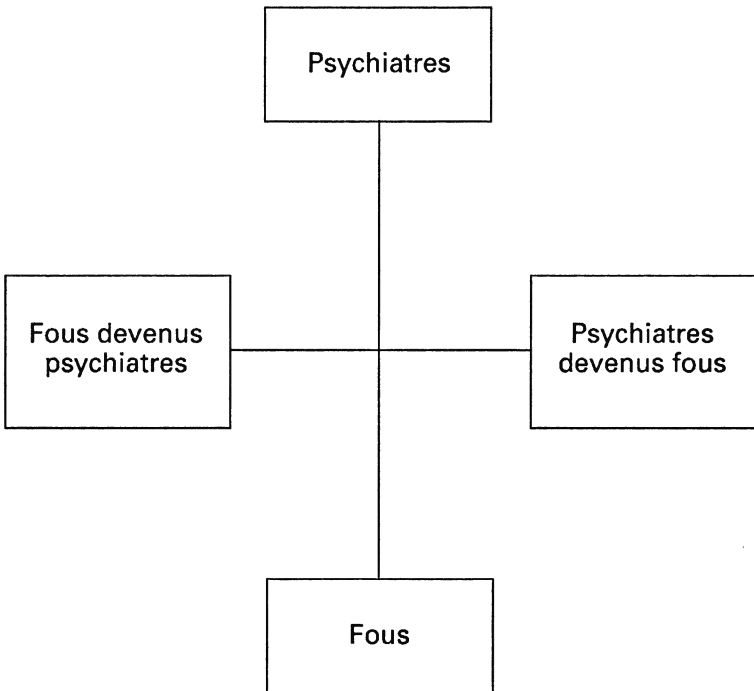 Psychiatres
Fous devenus
psychiatres
Psychiatres
devenus fous
Fous